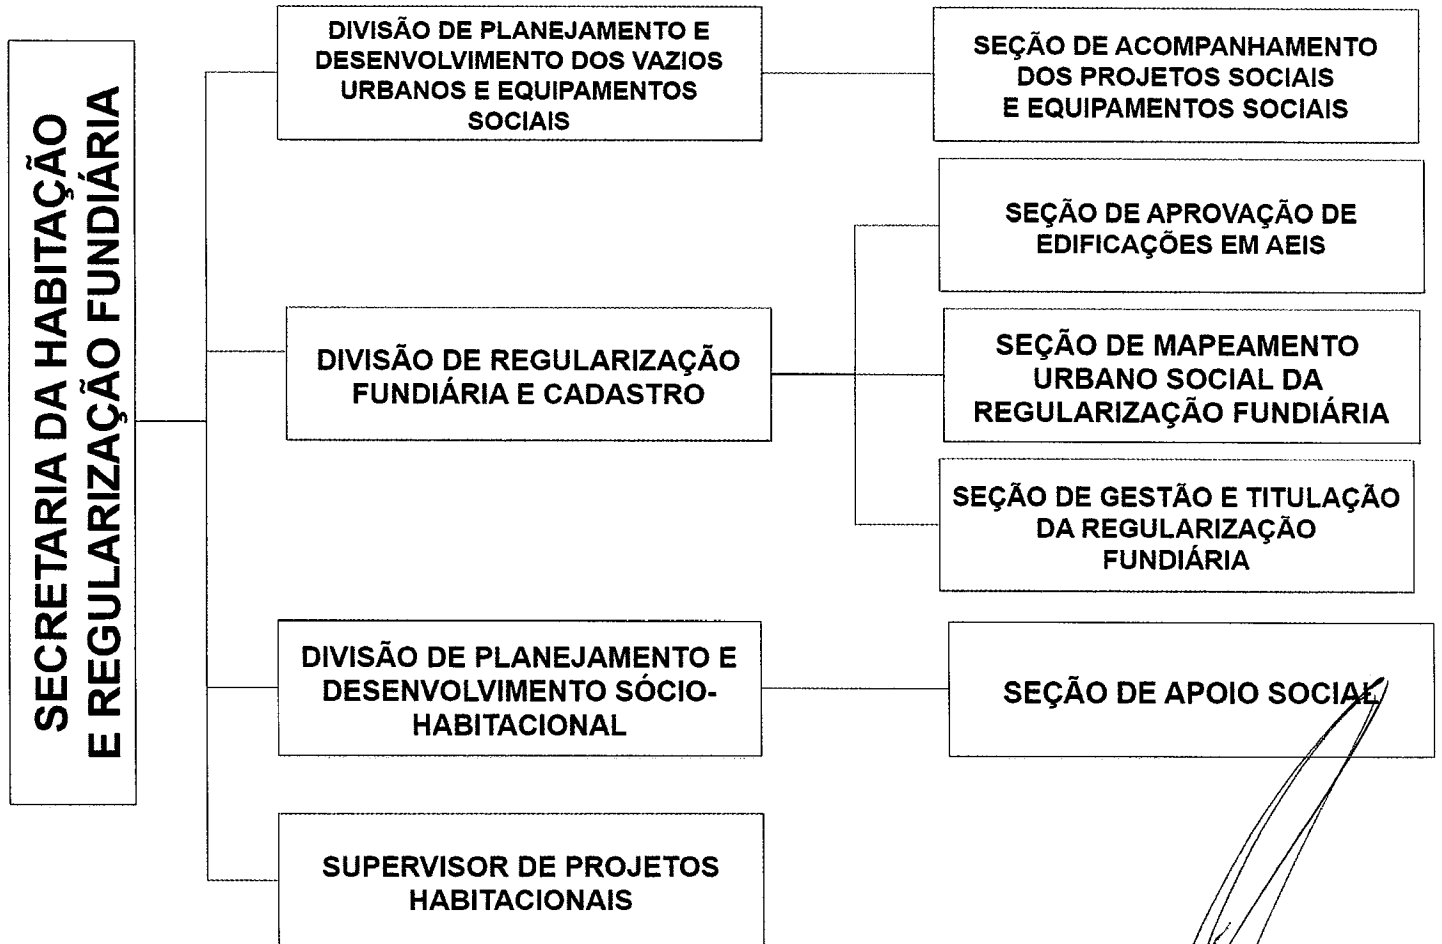 SECRETARIA DA HABITAÇÃO
E REGULARIZAÇÃO FUNDIÁRIA
DIVISÃO DE PLANEJAMENTO E
DESENVOLVIMENTO DOS VAZIOS
URBANOS E EQUIPAMENTOS
SOCIAIS
SEÇÃO DE ACOMPANHAMENTO
DOS PROJETOS SOCIAIS
E EQUIPAMENTOS SOCIAIS
DIVISÃO DE REGULARIZAÇÃO
FUNDIÁRIA E CADASTRO
SEÇÃO DE APROVAÇÃO DE
EDIFICAÇÕES EM AEIS
SEÇÃO DE MAPEAMENTO
URBANO SOCIAL DA
REGULARIZAÇÃO FUNDIÁRIA
SEÇÃO DE GESTÃO E TITULAÇÃO
DA REGULARIZAÇÃO
FUNDIÁRIA
DIVISÃO DE PLANEJAMENTO E
DESENVOLVIMENTO SÓCIO-
HABITACIONAL
SEÇÃO DE APOIO SOCIAL
SUPERVISOR DE PROJETOS
HABITACIONAIS